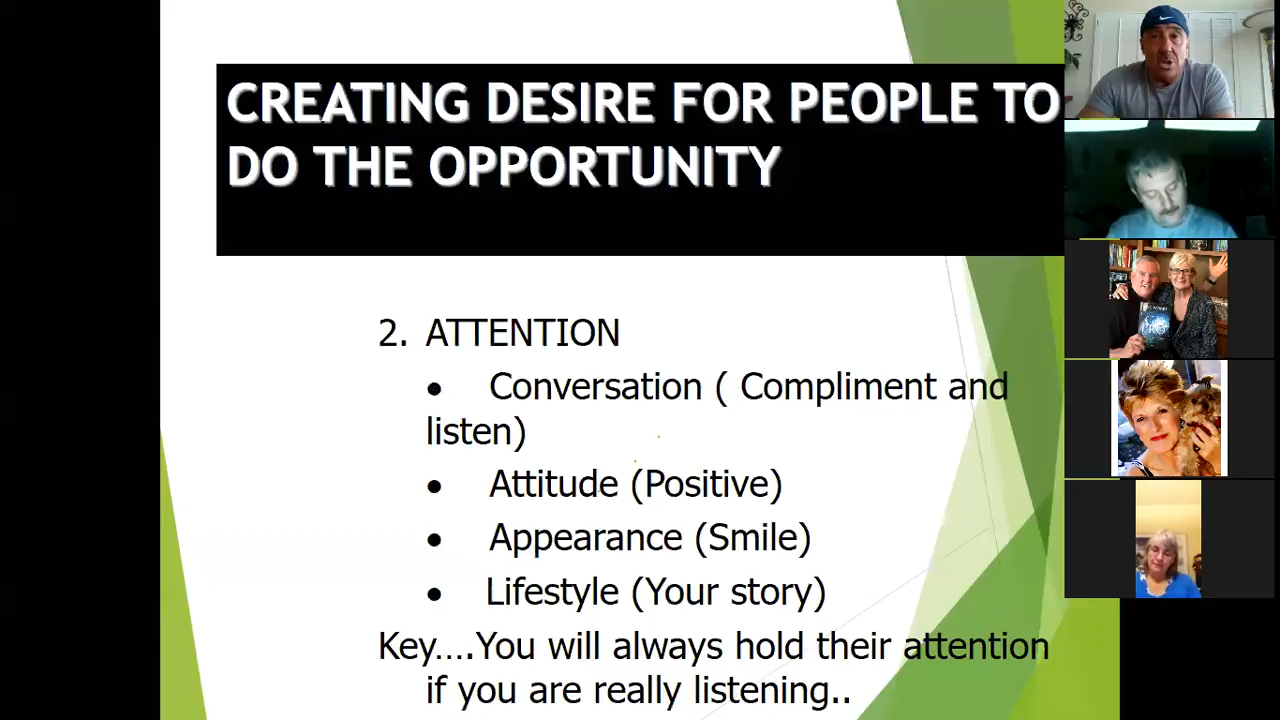 CREATING DESIRE FOR PEOPLE TO
DO THE OPPORTUNITY
2. ATTENTION
• Conversation ( Compliment and
listen)
• Attitude (Positive)
• Appearance (Smile)
• Lifestyle (Your story)
Key....You will always hold their attention
if you are really listening..